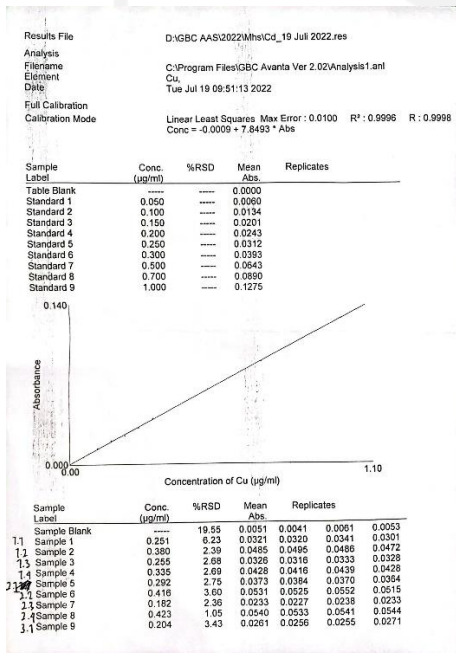 Results File D:\GBC AAS\2022\Mhs\Cd_19 Juli 2022.res
Analysis
Filename C:\Program Files\GBC Avanta Ver 2.02\Analysis1.anl
Element Cu,
Date Tue Jul 19 09:51:13 2022
Full Calibration
Calibration Mode Linear Least Squares Max Error : 0.0100 R² : 0.9996 R : 0.9998
Conc = -0.0009 + 7.8493 * Abs
Sample Conc. %RSD Mean Replicates
Label (µg/ml) Abs.
Table Blank ----- ----- 0.0000
Standard 1 0.050 ----- 0.0060
Standard 2 0.100 ----- 0.0134
Standard 3 0.150 ----- 0.0201
Standard 4 0.200 ----- 0.0243
Standard 5 0.250 ----- 0.0312
Standard 6 0.300 ----- 0.0393
Standard 7 0.500 ----- 0.0643
Standard 8 0.700 ----- 0.0890
Standard 9 1.000 ----- 0.1275
0.140
Absorbance
0.000
0.00 1.10
Concentration of Cu (µg/ml)
Sample Conc. %RSD Mean Replicates
Label (µg/ml) Abs.
Sample Blank ----- 19.55 0.0051 0.0041 0.0061 0.0053
1.1 Sample 1 0.251 6.23 0.0321 0.0320 0.0341 0.0301
1.2 Sample 2 0.380 2.39 0.0485 0.0495 0.0486 0.0472
1.3 Sample 3 0.255 2.68 0.0326 0.0316 0.0333 0.0328
1.4 Sample 4 0.335 2.69 0.0428 0.0416 0.0439 0.0428
Sample 5 0.292 2.75 0.0373 0.0384 0.0370 0.0364
2.2 Sample 6 0.416 3.60 0.0531 0.0525 0.0552 0.0515
2.3 Sample 7 0.182 2.36 0.0233 0.0227 0.0238 0.0233
2.4 Sample 8 0.423 1.05 0.0540 0.0533 0.0541 0.0544
3.1 Sample 9 0.204 3.43 0.0261 0.0256 0.0255 0.0271